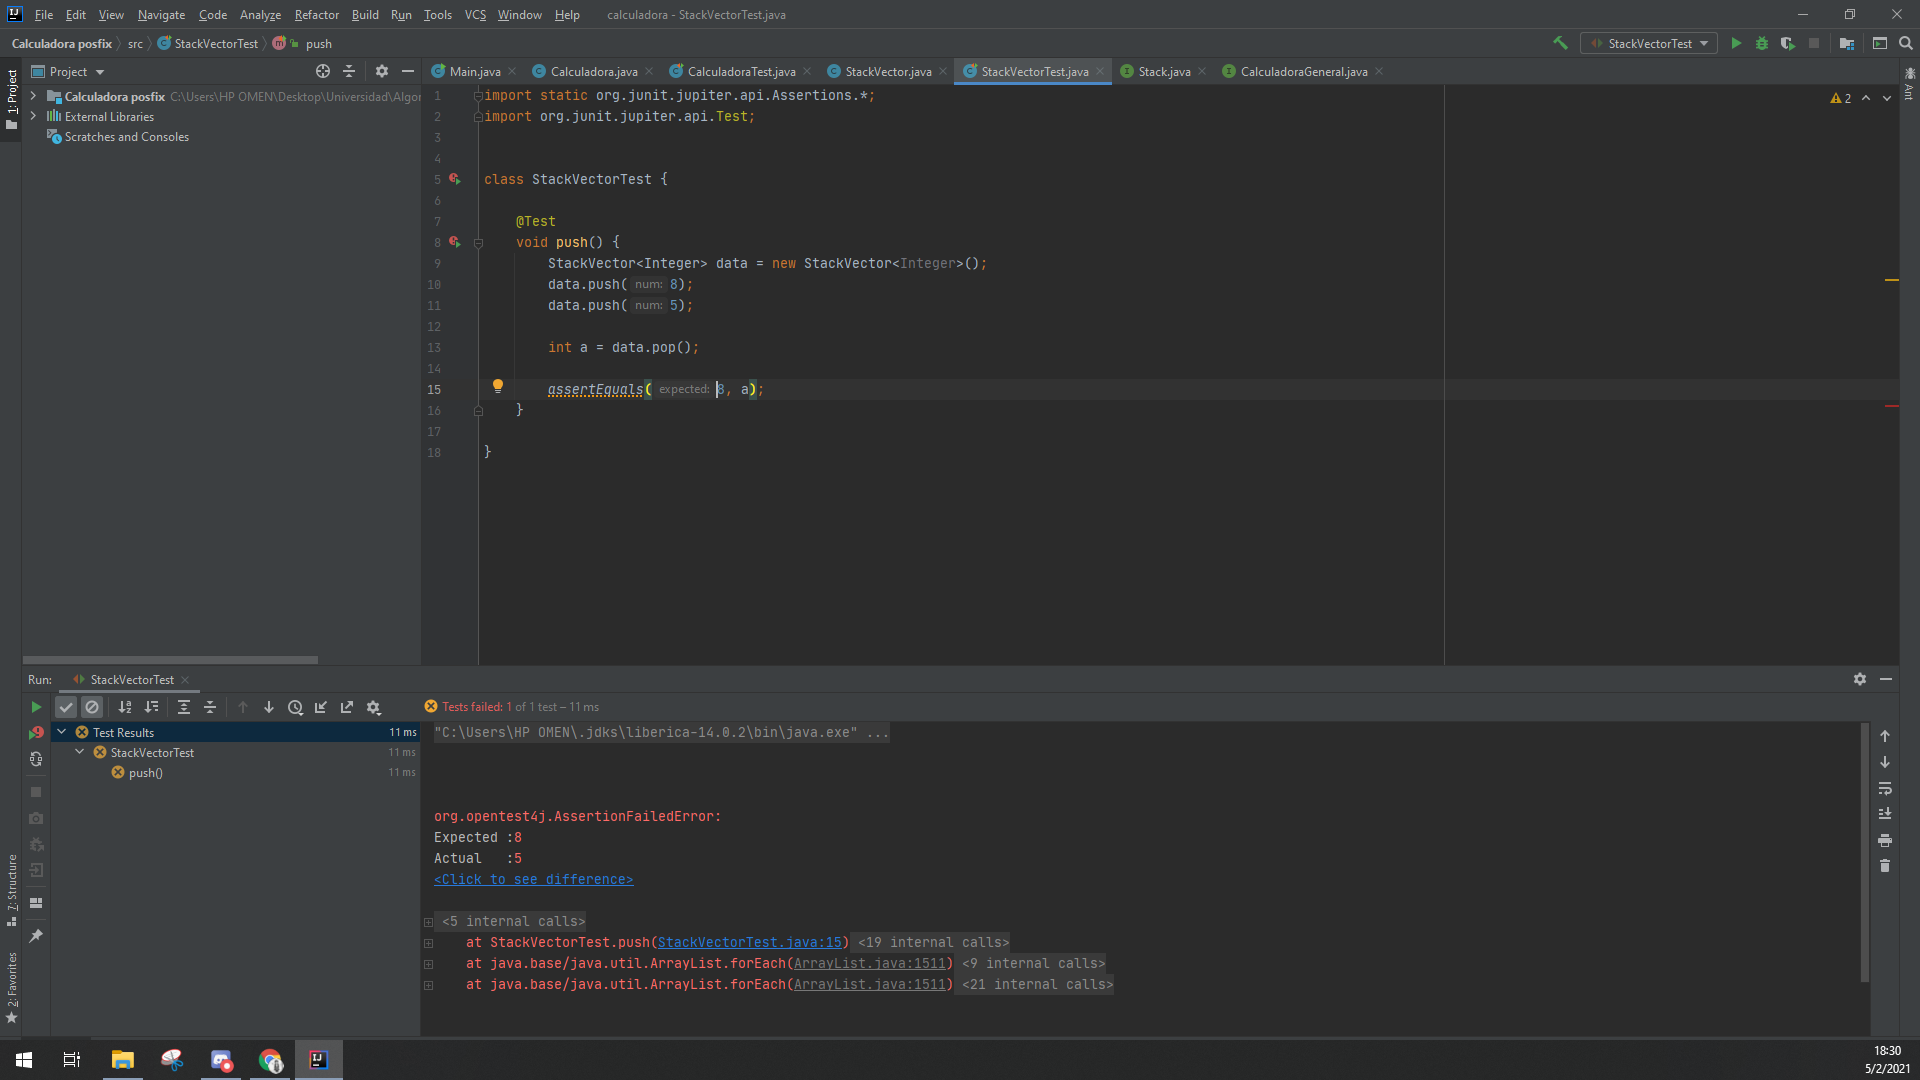 File Edit View Navigate Code Analyze Refactor Build Run Tools VCS Window Help calculadora - StackVectorTest.java
Calculadora posfix src StackVectorTest push StackVectorTest
1: Project
Project
Main.java Calculadora.java CalculadoraTest.java StackVector.java StackVectorTest.java Stack.java CalculadoraGeneral.java
Ant
Calculadora posfix C:\Users\HP OMEN\Desktop\Universidad\Algor
External Libraries
Scratches and Consoles
2
1 import static org.junit.jupiter.api.Assertions.*;
2 import org.junit.jupiter.api.Test;
3
4
5 class StackVectorTest {
6
7 @Test
8 void push() {
9 StackVector<Integer> data = new StackVector<Integer>();
10 data.push( num: 8);
11 data.push( num: 5);
12
13 int a = data.pop();
14
15 assertEquals( expected: 8, a);
16 }
17
18 }
Run: StackVectorTest
Tests failed: 1 of 1 test – 11 ms
Test Results 11 ms
StackVectorTest 11 ms
push() 11 ms
"C:\Users\HP OMEN\.jdks\liberica-14.0.2\bin\java.exe" ...
org.opentest4j.AssertionFailedError:
Expected :8
Actual :5
<Click to see difference>
<5 internal calls>
at StackVectorTest.push(StackVectorTest.java:15) <19 internal calls>
at java.base/java.util.ArrayList.forEach(ArrayList.java:1511) <9 internal calls>
at java.base/java.util.ArrayList.forEach(ArrayList.java:1511) <21 internal calls>
7: Structure
2: Favorites
18:30
5/2/2021